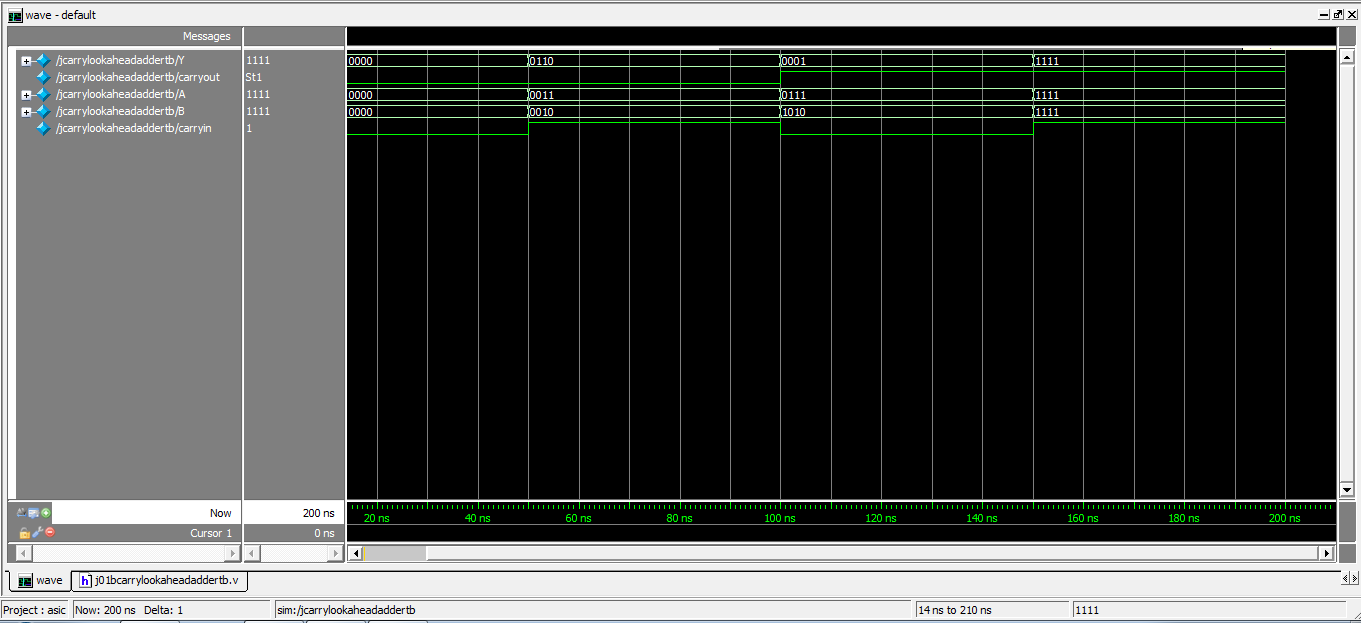 wave - default
Messages
/jcarrylookaheadaddertb/Y 1111 0000 0110 0001 1111
/jcarrylookaheadaddertb/carryout St1
/jcarrylookaheadaddertb/A 1111 0000 0011 0111 1111
/jcarrylookaheadaddertb/B 1111 0000 0010 1010 1111
/jcarrylookaheadaddertb/carryin 1
Now 200 ns 20 ns 40 ns 60 ns 80 ns 100 ns 120 ns 140 ns 160 ns 180 ns 200 ns
Cursor 1 0 ns
wave h j01bcarrylookaheadaddertb.v
Project : asic Now: 200 ns Delta: 1 sim:/jcarrylookaheadaddertb 14 ns to 210 ns 1111